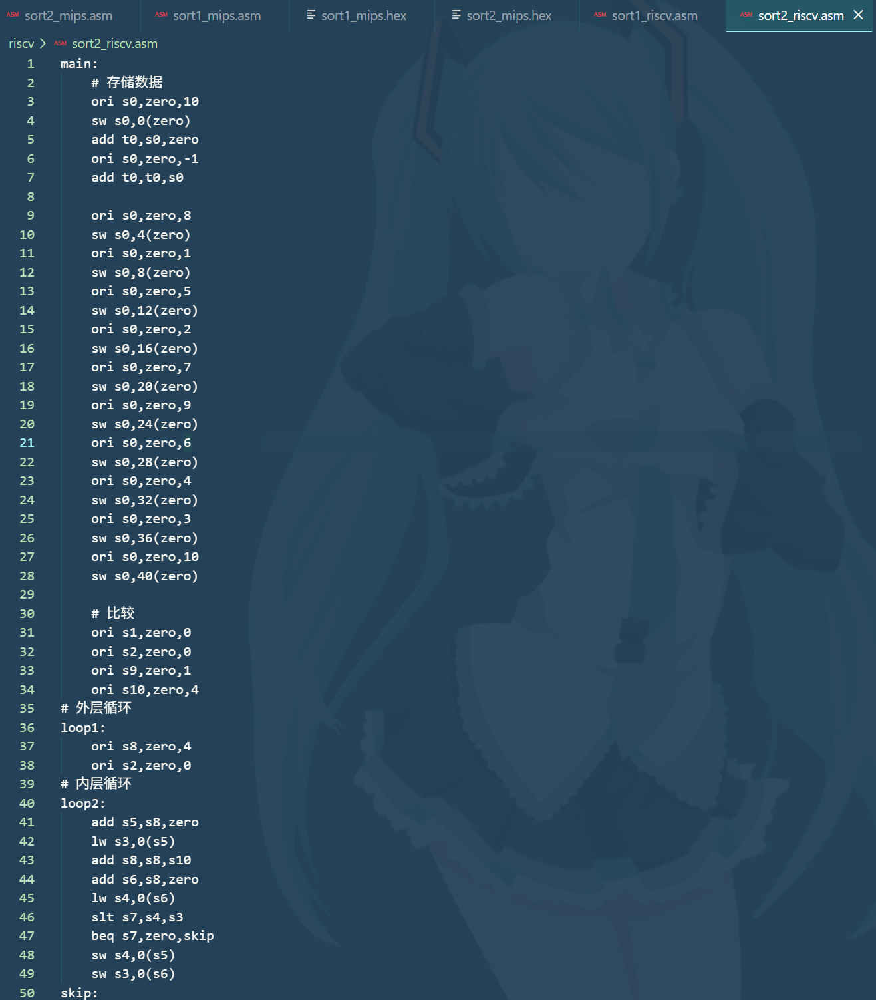 ASM sort2_mips.asm ASM sort1_mips.asm sort1_mips.hex sort2_mips.hex ASM sort1_riscv.asm ASM sort2_riscv.asm
riscv > ASM sort2_riscv.asm
1 main:
2 # 存储数据
3 ori s0,zero,10
4 sw s0,0(zero)
5 add t0,s0,zero
6 ori s0,zero,-1
7 add t0,t0,s0
8
9 ori s0,zero,8
10 sw s0,4(zero)
11 ori s0,zero,1
12 sw s0,8(zero)
13 ori s0,zero,5
14 sw s0,12(zero)
15 ori s0,zero,2
16 sw s0,16(zero)
17 ori s0,zero,7
18 sw s0,20(zero)
19 ori s0,zero,9
20 sw s0,24(zero)
21 ori s0,zero,6
22 sw s0,28(zero)
23 ori s0,zero,4
24 sw s0,32(zero)
25 ori s0,zero,3
26 sw s0,36(zero)
27 ori s0,zero,10
28 sw s0,40(zero)
29
30 # 比较
31 ori s1,zero,0
32 ori s2,zero,0
33 ori s9,zero,1
34 ori s10,zero,4
35 # 外层循环
36 loop1:
37 ori s8,zero,4
38 ori s2,zero,0
39 # 内层循环
40 loop2:
41 add s5,s8,zero
42 lw s3,0(s5)
43 add s8,s8,s10
44 add s6,s8,zero
45 lw s4,0(s6)
46 slt s7,s4,s3
47 beq s7,zero,skip
48 sw s4,0(s5)
49 sw s3,0(s6)
50 skip: